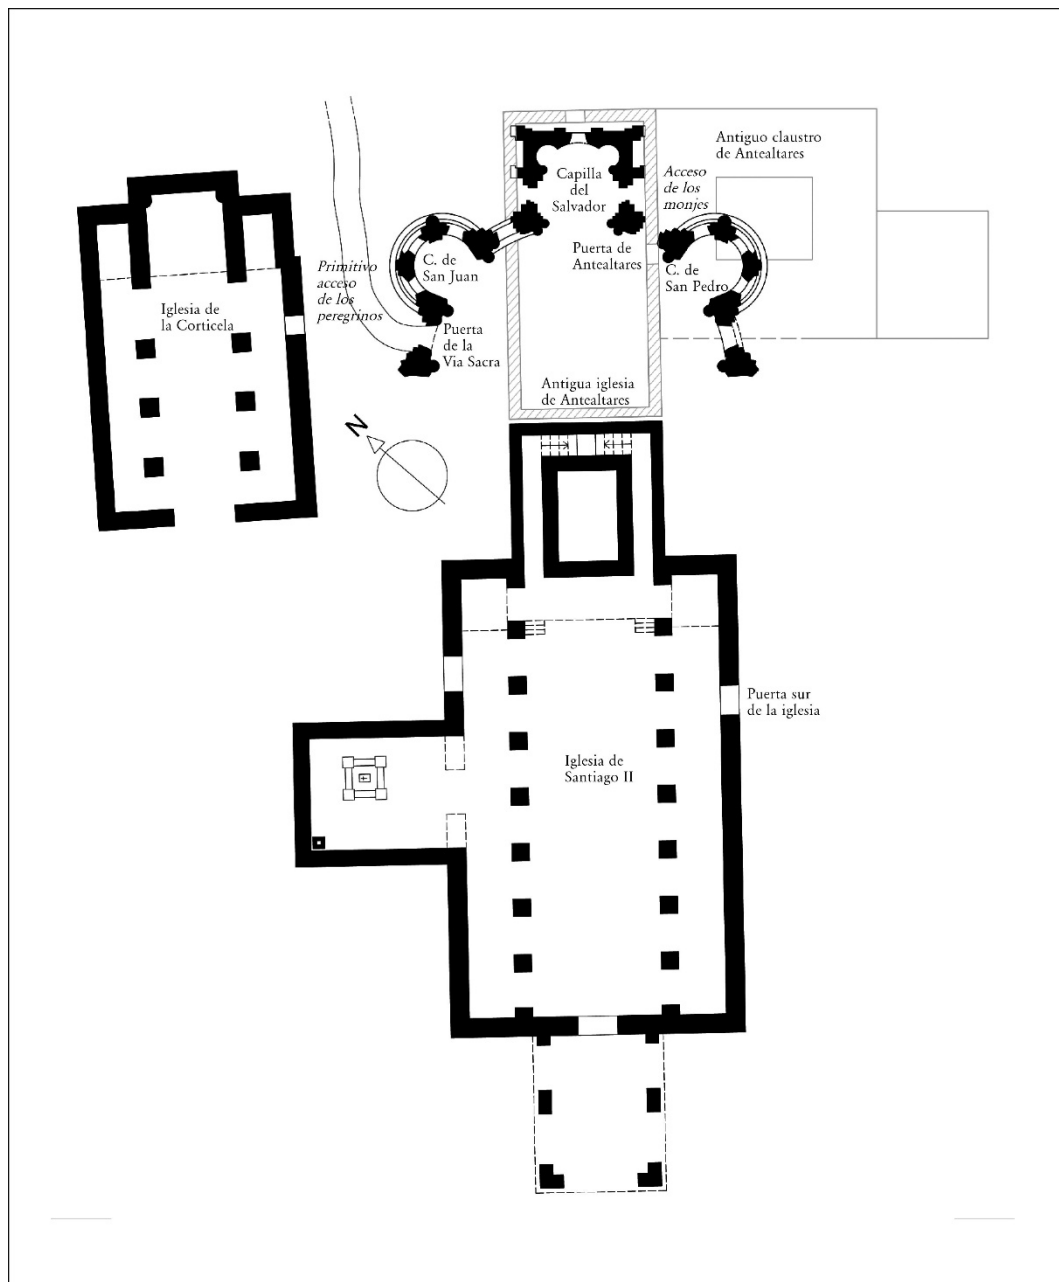 Antiguo claustro
de Antealtares
Capilla
del
Salvador
Acceso
de los
monjes
Puerta de
Antealtares
C. de
San Juan
C. de
San Pedro
Primitivo
acceso
de los
peregrinos
Iglesia de
la Corticela
Puerta
de la
Via Sacra
Antigua iglesia
de Antealtares
N
Puerta sur
de la iglesia
Iglesia de
Santiago II